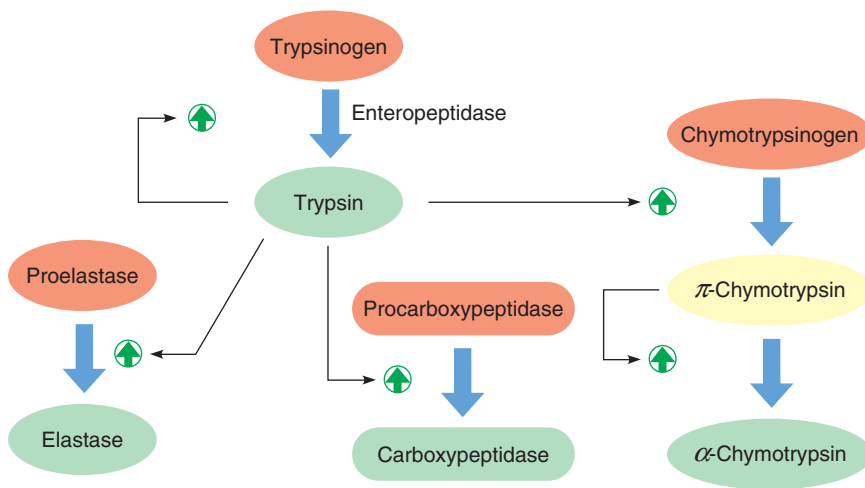 Trypsinogen
Enteropeptidase
Chymotrypsinogen
Trypsin
Proelastase
Procarboxypeptidase
π-Chymotrypsin
Elastase
Carboxypeptidase
α-Chymotrypsin